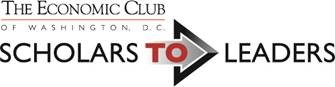 THE ECONOMIC CLUB
OF WASHINGTON, D.C.
SCHOLARS TO LEADERS